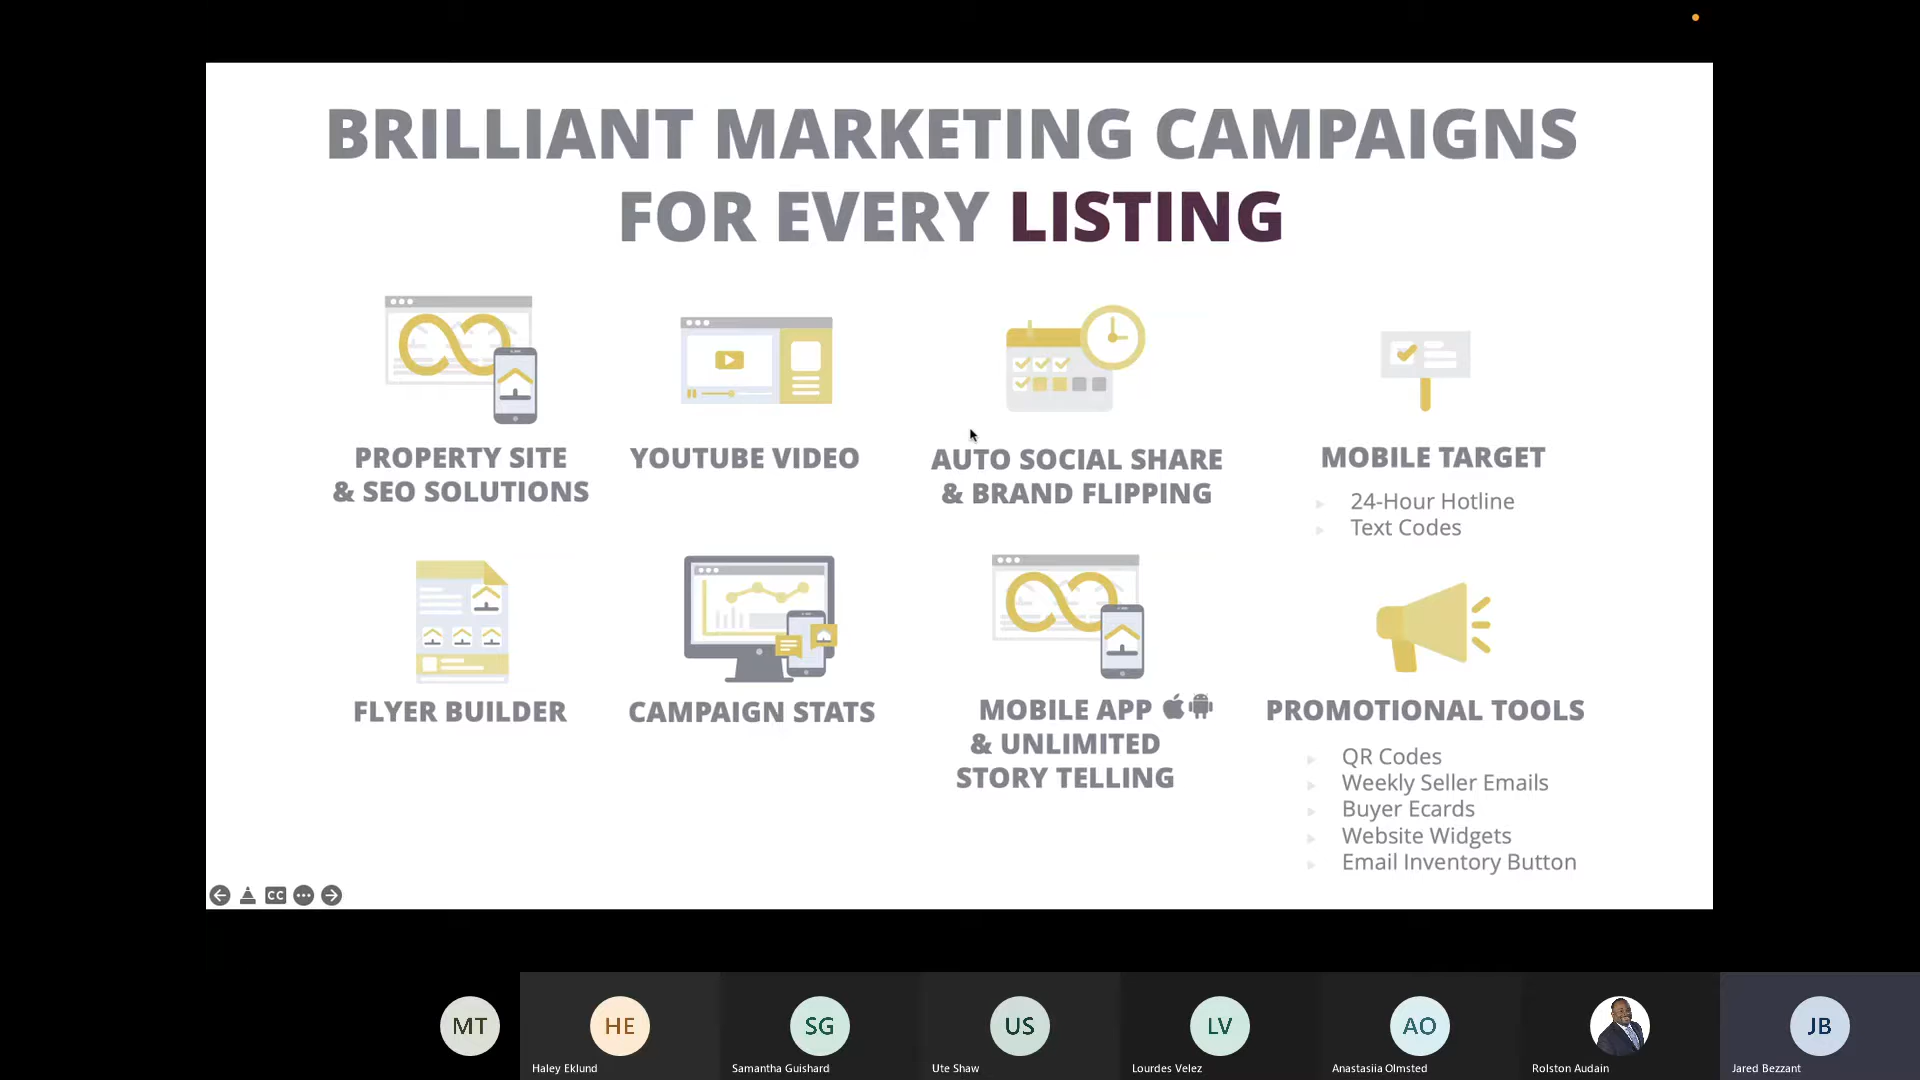 BRILLIANT MARKETING CAMPAIGNS
FOR EVERY LISTING
PROPERTY SITE
& SEO SOLUTIONS
YOUTUBE VIDEO
AUTO SOCIAL SHARE
& BRAND FLIPPING
MOBILE TARGET
24-Hour Hotline
Text Codes
FLYER BUILDER
CAMPAIGN STATS
MOBILE APP
& UNLIMITED
STORY TELLING
PROMOTIONAL TOOLS
QR Codes
Weekly Seller Emails
Buyer Ecards
Website Widgets
Email Inventory Button
CC
MT
HE
Haley Eklund
SG
Samantha Guishard
US
Ute Shaw
LV
Lourdes Velez
AO
Anastasiia Olmsted
Rolston Audain
JB
Jared Bezzant